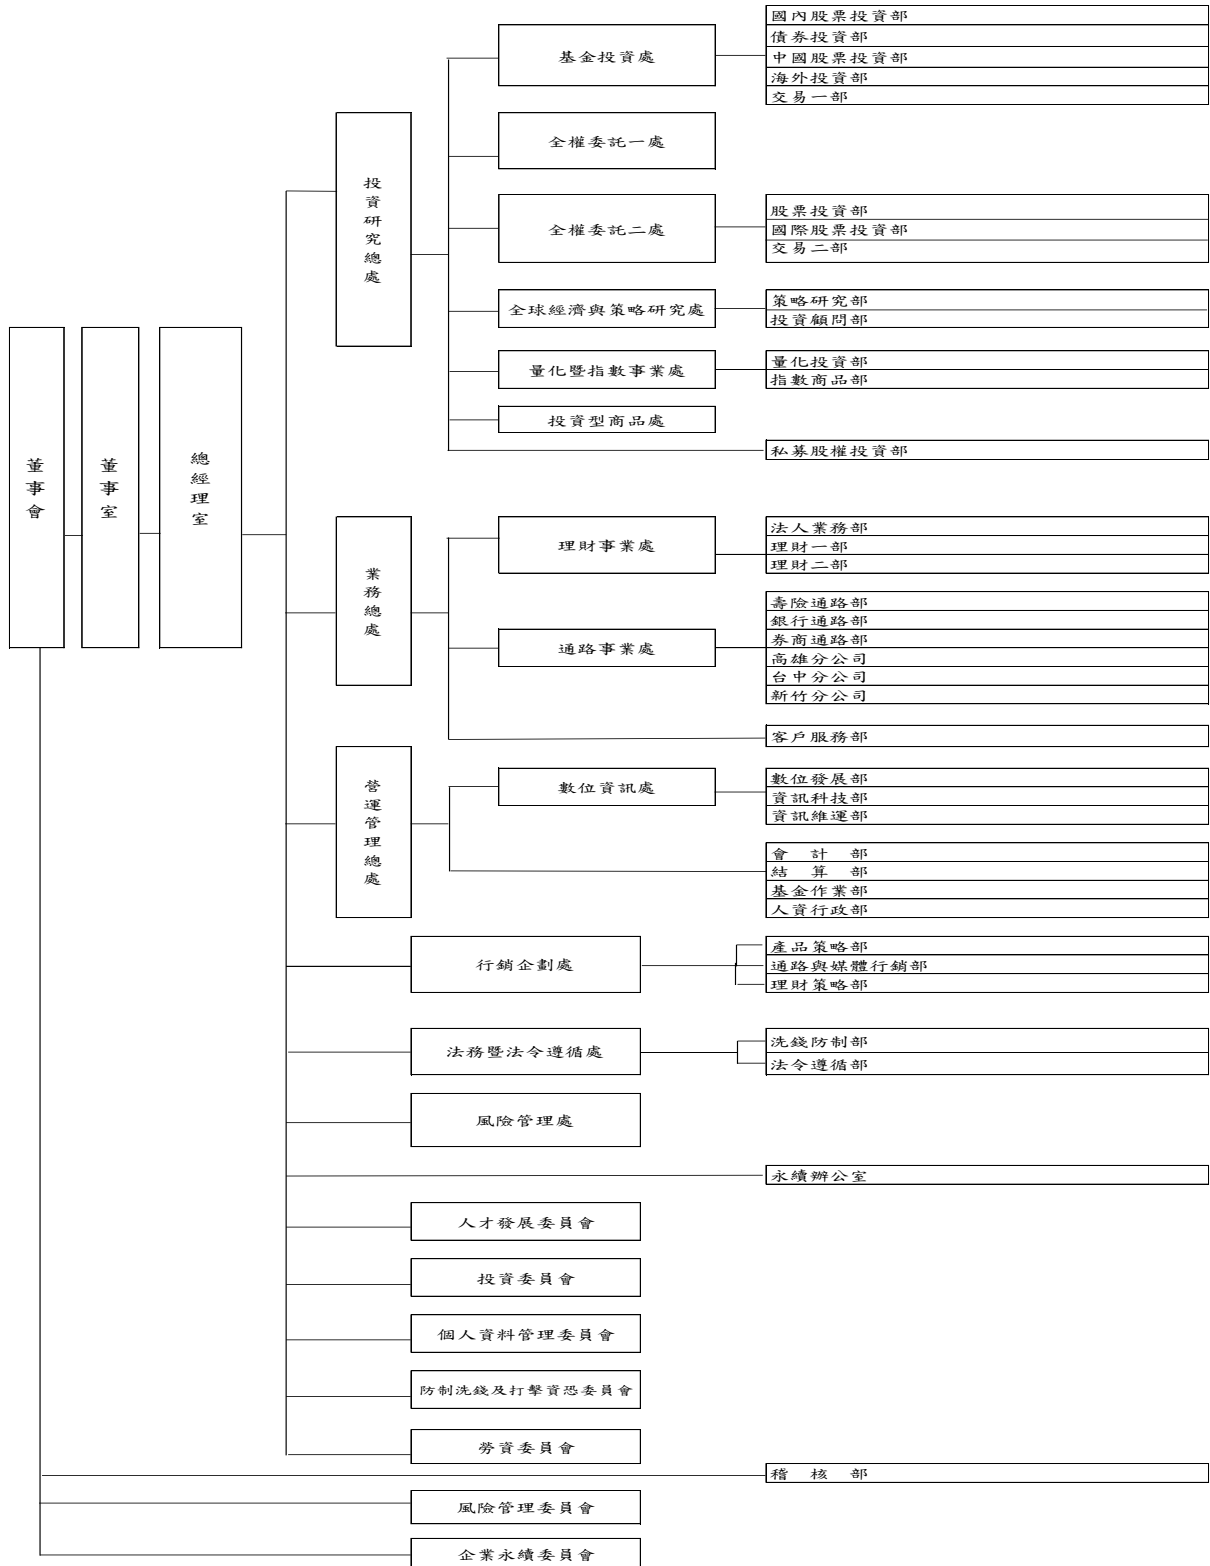 董事會
董事室
總經理室
投資研究總處
基金投資處
國內股票投資部
債券投資部
中國股票投資部
海外投資部
交易一部
全權委託一處
全權委託二處
股票投資部
國際股票投資部
交易二部
全球經濟與策略研究處
策略研究部
投資顧問部
量化暨指數事業處
量化投資部
指數商品部
投資型商品處
私募股權投資部
業務總處
理財事業處
法人業務部
理財一部
理財二部
通路事業處
壽險通路部
銀行通路部
券商通路部
高雄分公司
台中分公司
新竹分公司
客戶服務部
營運管理總處
數位資訊處
數位發展部
資訊科技部
資訊維運部
會 計 部
結 算 部
基金作業部
人資行政部
行銷企劃處
產品策略部
通路與媒體行銷部
理財策略部
法務暨法令遵循處
洗錢防制部
法令遵循部
風險管理處
永續辦公室
人才發展委員會
投資委員會
個人資料管理委員會
防制洗錢及打擊資恐委員會
勞資委員會
稽 核 部
風險管理委員會
企業永續委員會